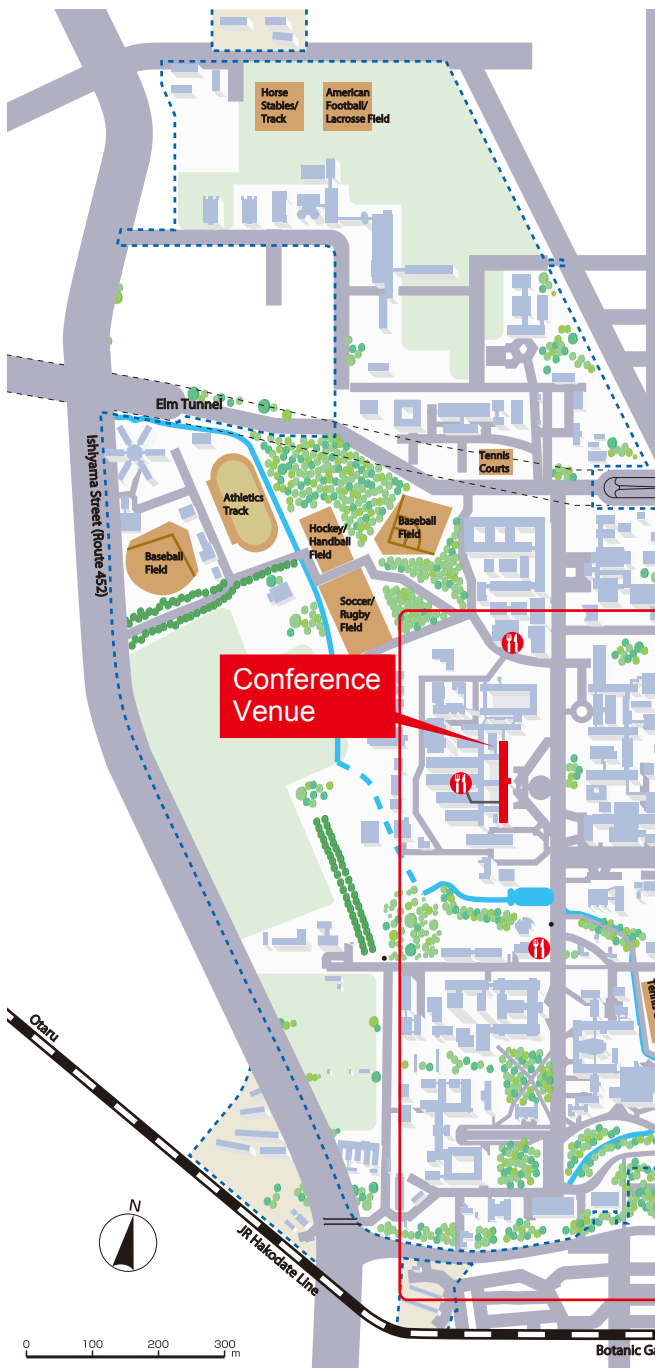 Horse
Stables/
Track
American
Football/
Lacrosse Field
Elm Tunnel
Ishiyama Street (Route 452)
Tennis
Courts
Athletics
Track
Baseball
Field
Hockey/
Handball
Field
Baseball
Field
Soccer/
Rugby
Field
Conference
Venue
Tennis
Otaru
N
JR Hakodate Line
0 100 200 300
m
Botanic Ga